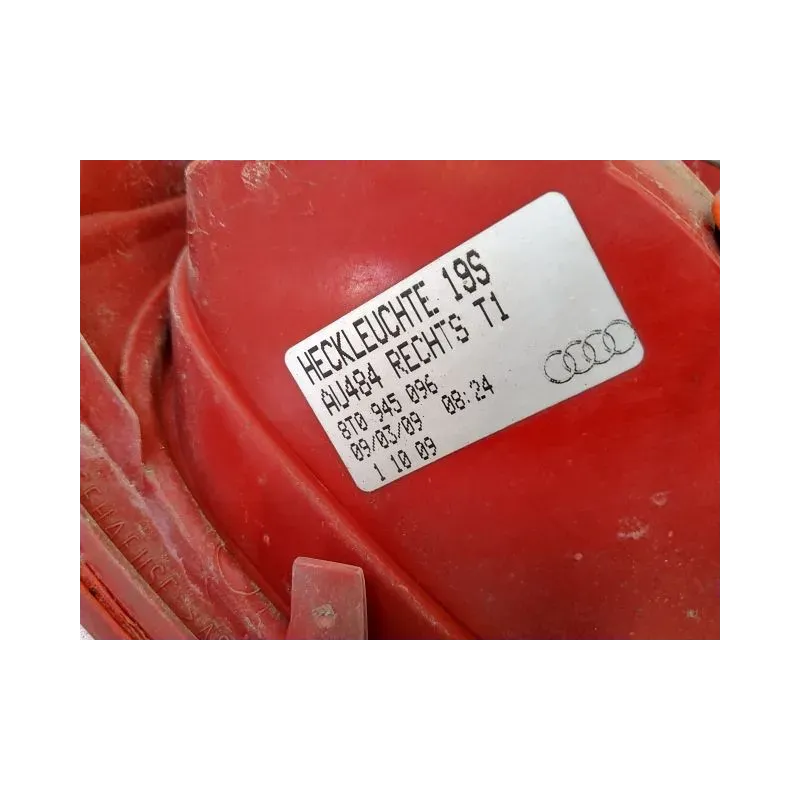 HECKLEUCHTE 19S
AU484 RECHTS T1
8T0 945 096
09/03/09 08:24
1 10 09